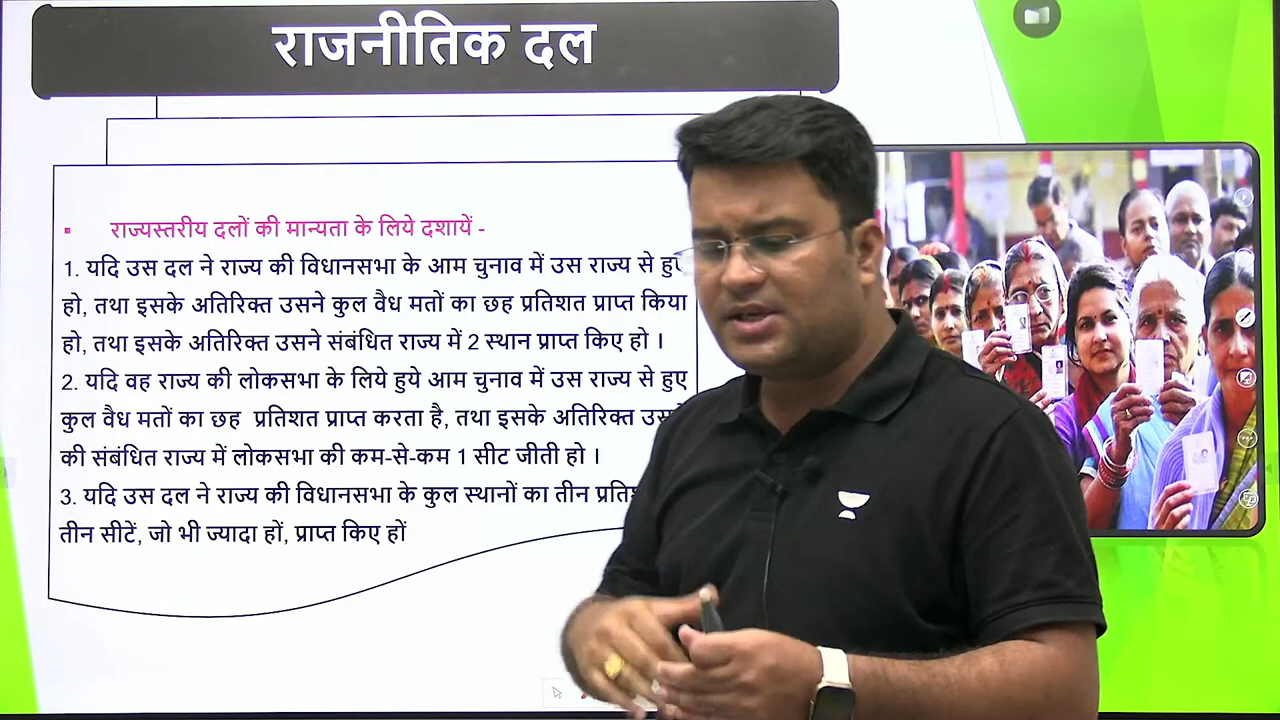 राजनीतिक दल
▪ राज्यस्तरीय दलों की मान्यता के लिये दशायें -
1. यदि उस दल ने राज्य की विधानसभा के आम चुनाव में उस राज्य से
हो, तथा इसके अतिरिक्त उसने कुल वैध मतों का छह प्रतिशत प्राप्त किया
हो, तथा इसके अतिरिक्त उसने संबंधित राज्य में 2 स्थान प्राप्त किए हो ।
2. यदि वह राज्य की लोकसभा के लिये हुये आम चुनाव में उस राज्य से हुए
कुल वैध मतों का छह प्रतिशत प्राप्त करता है, तथा इसके अतिरिक्त
की संबंधित राज्य में लोकसभा की कम-से-कम 1 सीट जीती हो ।
3. यदि उस दल ने राज्य की विधानसभा के कुल स्थानों का तीन
तीन सीटें, जो भी ज्यादा हों, प्राप्त किए हों